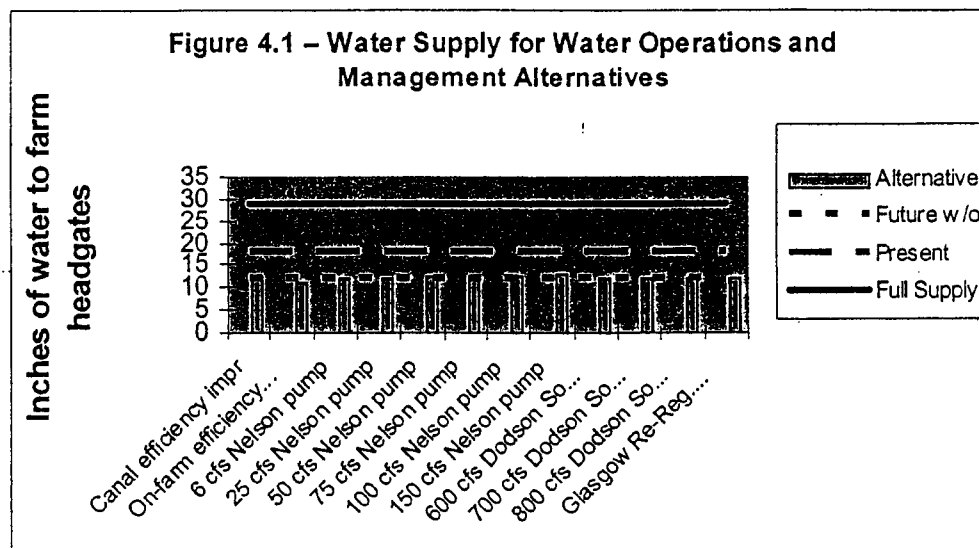 Figure 4.1 – Water Supply for Water Operations and
Management Alternatives
Inches of water to farm
headgates
35
30
25
20
15
10
5
0
Canal efficiency impr
On-farm efficiency...
6 cfs Nelson pump
25 cfs Nelson pump
50 cfs Nelson pump
75 cfs Nelson pump
100 cfs Nelson pump
150 cfs Nelson pump
600 cfs Dodson So...
700 cfs Dodson So...
800 cfs Dodson So...
Glasgow Re-Reg....
Alternative
Future w/o
Present
Full Supply